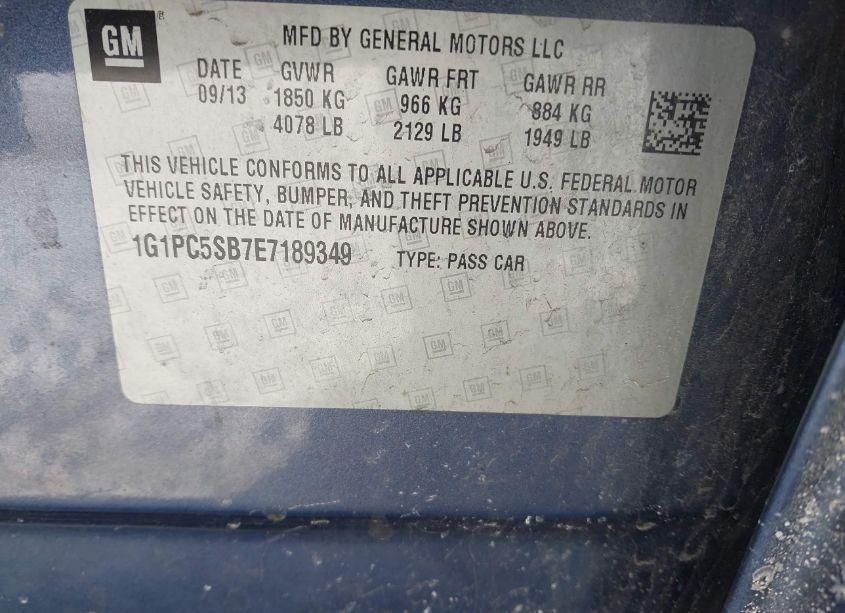 GM
MFD BY GENERAL MOTORS LLC
DATE GVWR GAWR FRT GAWR RR
09/13 1850 KG 966 KG 884 KG
4078 LB 2129 LB 1949 LB
THIS VEHICLE CONFORMS TO ALL APPLICABLE U.S. FEDERAL MOTOR
VEHICLE SAFETY, BUMPER, AND THEFT PREVENTION STANDARDS IN
EFFECT ON THE DATE OF MANUFACTURE SHOWN ABOVE.
1G1PC5SB7E7189349 TYPE: PASS CAR